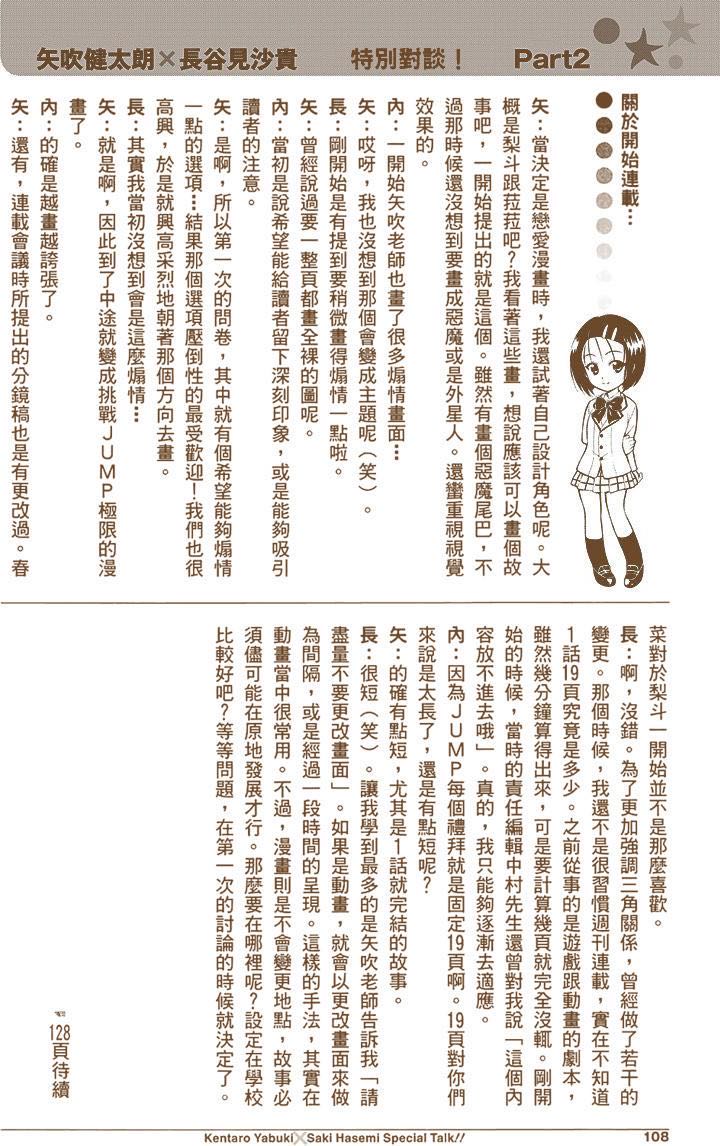 矢吹健太朗×長谷見沙貴　特別對談！　Part2
關於開始連載…
矢：當決定是戀愛漫畫時，我還試著自己設計角色呢。大
概是梨斗跟菈菈吧？我看著這些畫，想說應該可以畫個故
事吧，一開始提出的就是這個。雖然有畫個惡魔尾巴，不
過那時候還沒想到要畫成惡魔或是外星人。還蠻重視視覺
效果的。
內：一開始矢吹老師也畫了很多煽情畫面…
矢：哎呀，我也沒想到那個會變成主題呢（笑）。
長：剛開始是有提到要稍微畫得煽情一點啦。
矢：曾經說過要一整頁都畫全裸的圖呢。
內：當初是說希望能給讀者留下深刻印象，或是能夠吸引
讀者的注意。
矢：是啊，所以第一次的問卷，其中就有個希望能夠煽情
一點的選項…結果那個選項壓倒性的最受歡迎！我們也很
高興，於是就興高采烈地朝著那個方向去畫。
長：其實我當初沒想到會是這麼煽情…
矢：就是啊，因此到了中途就變成挑戰ＪＵＭＰ極限的漫
畫了。
內：的確是越畫越誇張了。
矢：還有，連載會議時所提出的分鏡稿也是有更改過。春
菜對於梨斗一開始並不是那麼喜歡。
長：啊，沒錯。為了更加強調三角關係，曾經做了若干的
變更。那個時候，我還不是很習慣週刊連載，實在不知道
1話19頁究竟是多少。之前從事的是遊戲跟動畫的劇本，
雖然幾分鐘算得出來，可是要計算幾頁就完全沒輒。剛開
始的時候，當時的責任編輯中村先生還曾對我說「這個內
容放不進去哦」。真的，我只能夠逐漸去適應。
內：因為ＪＵＭＰ每個禮拜就是固定19頁啊。19頁對你們
來說是太長了，還是有點短呢？
矢：的確有點短，尤其是1話就完結的故事。
長：很短（笑）。讓我學到最多的是矢吹老師告訴我「請
盡量不要更改畫面」。如果是動畫，就會以更改畫面來做
為間隔，或是經過一段時間的呈現。這樣的手法，其實在
動畫當中很常用。不過，漫畫則是不會變更地點，故事必
須儘可能在原地發展才行。那麼要在哪裡呢？設定在學校
比較好吧？等等問題，在第一次的討論的時候就決定了。
128頁待續
Kentaro Yabuki×Saki Hasemi Special Talk!!
108